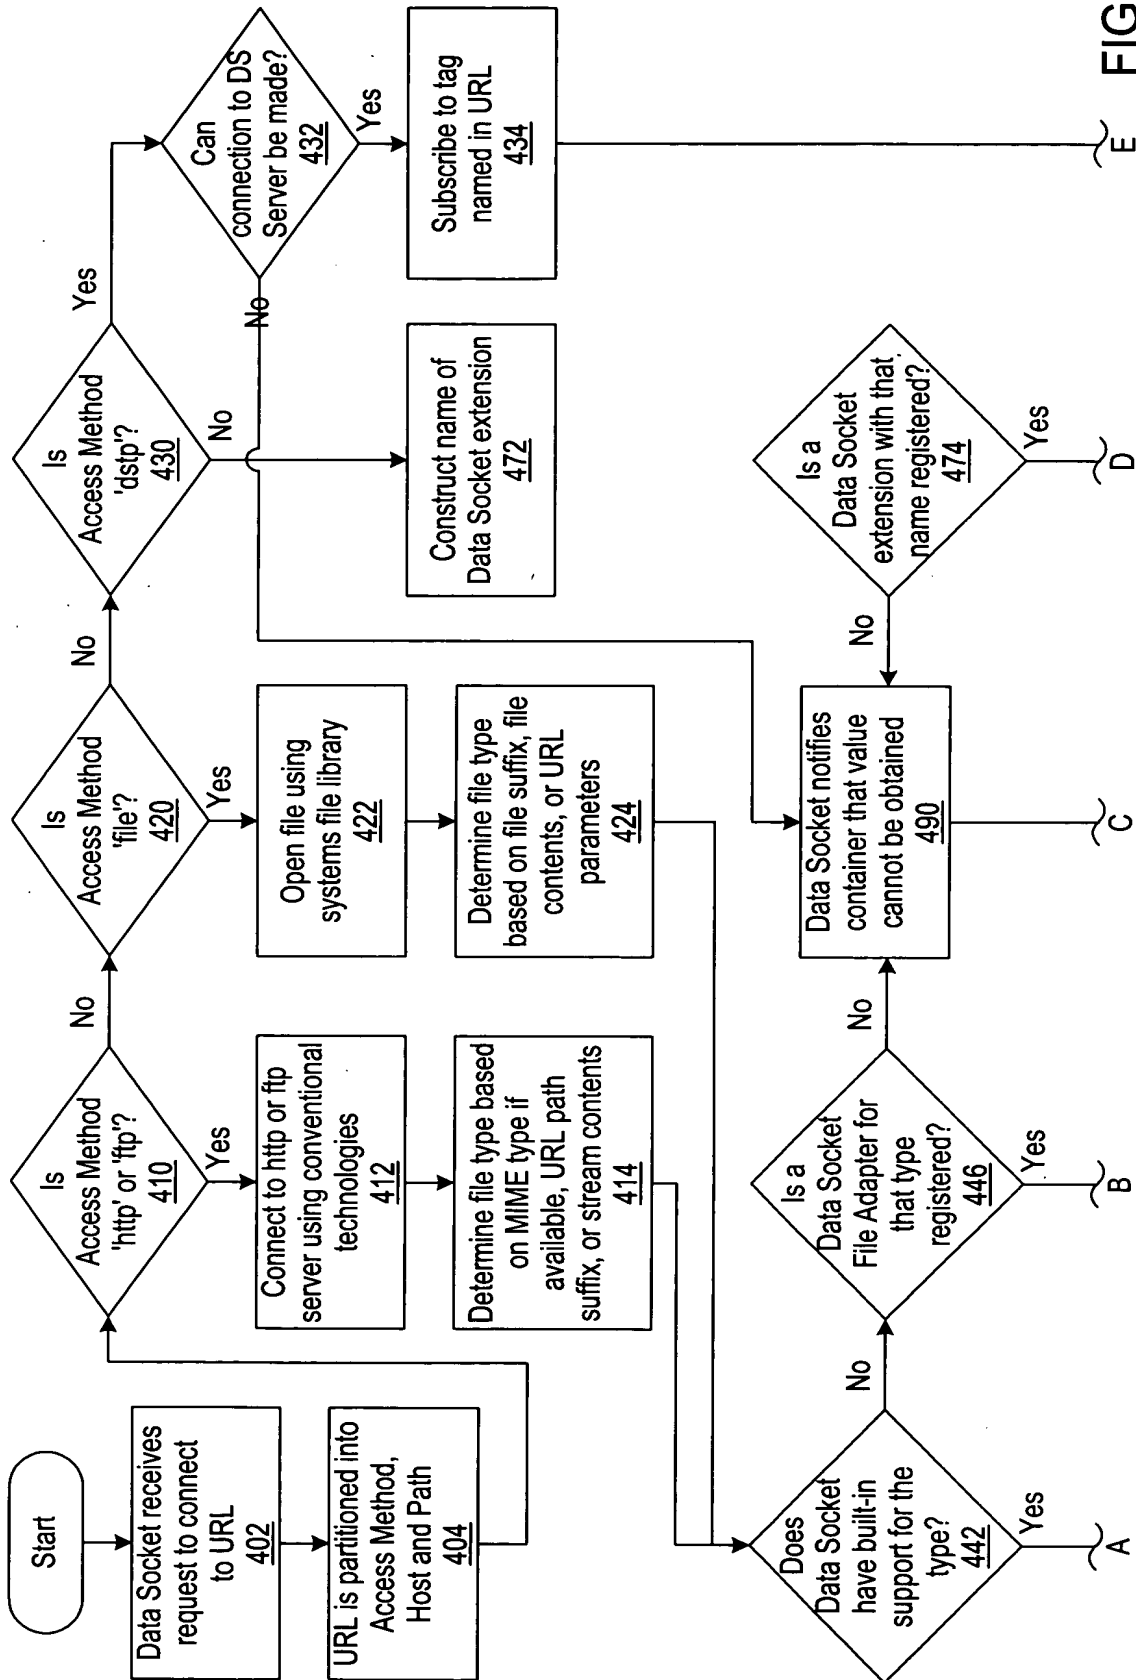 Start
Data Socket receives
request to connect
to URL
402
URL is partitioned into
Access Method,
Host and Path
404
Is
Access Method
'http' or 'ftp'?
410
No
Yes
Connect to http or ftp
server using conventional
technologies
412
Determine file type based
on MIME type if
available, URL path
suffix, or stream contents
414
Is
Access Method
'file'?
420
No
Yes
Open file using
systems file library
422
Determine file type
based on file suffix, file
contents, or URL
parameters
424
Is
Access Method
'dstp'?
430
Yes
No
Construct name of
Data Socket extension
472
Can
connection to DS
Server be made?
432
No
Yes
Subscribe to tag
named in URL
434
Does
Data Socket
have built-in
support for the
type?
442
No
Yes
Is a
Data Socket
File Adapter for
that type
registered?
446
No
Yes
Data Socket notifies
container that value
cannot be obtained
490
No
Is a
Data Socket
extension with that
name registered?
474
Yes
A
B
C
D
E
FIG